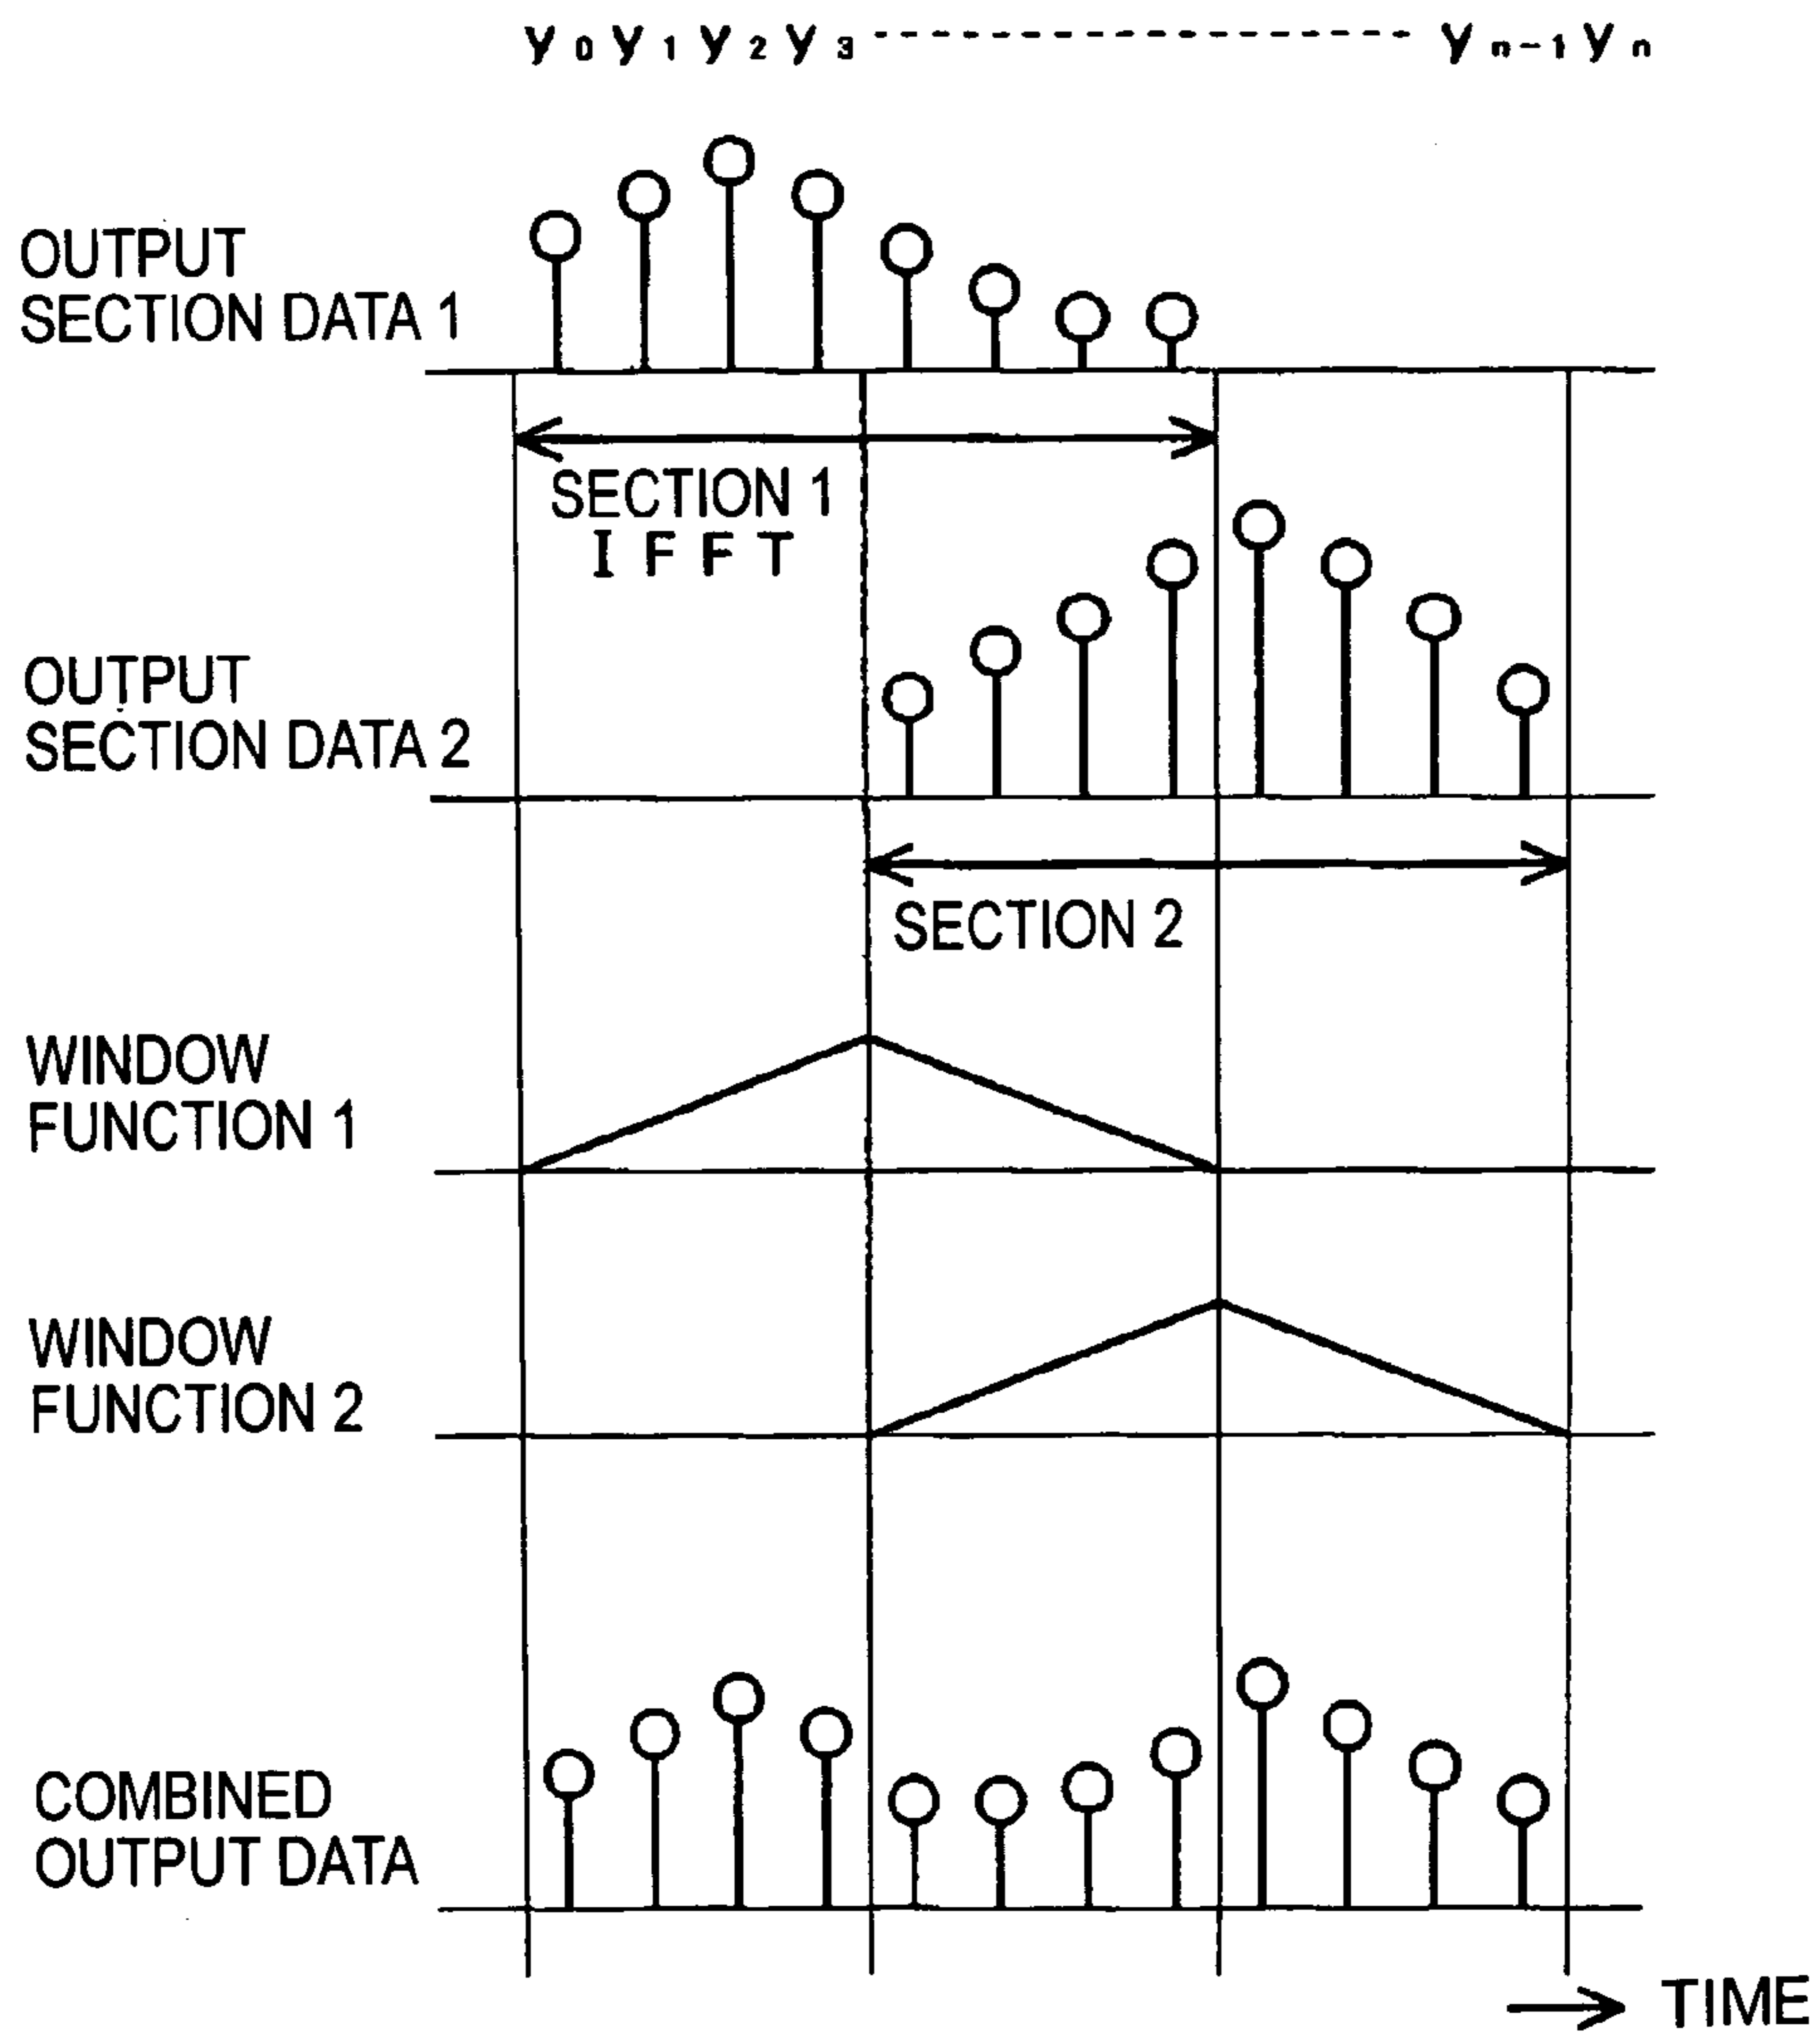 y0 y1 y2 y3 ---------------------- yn-1 yn
OUTPUT
SECTION DATA 1
SECTION 1
IFFT
OUTPUT
SECTION DATA 2
SECTION 2
WINDOW
FUNCTION 1
WINDOW
FUNCTION 2
COMBINED
OUTPUT DATA
TIME